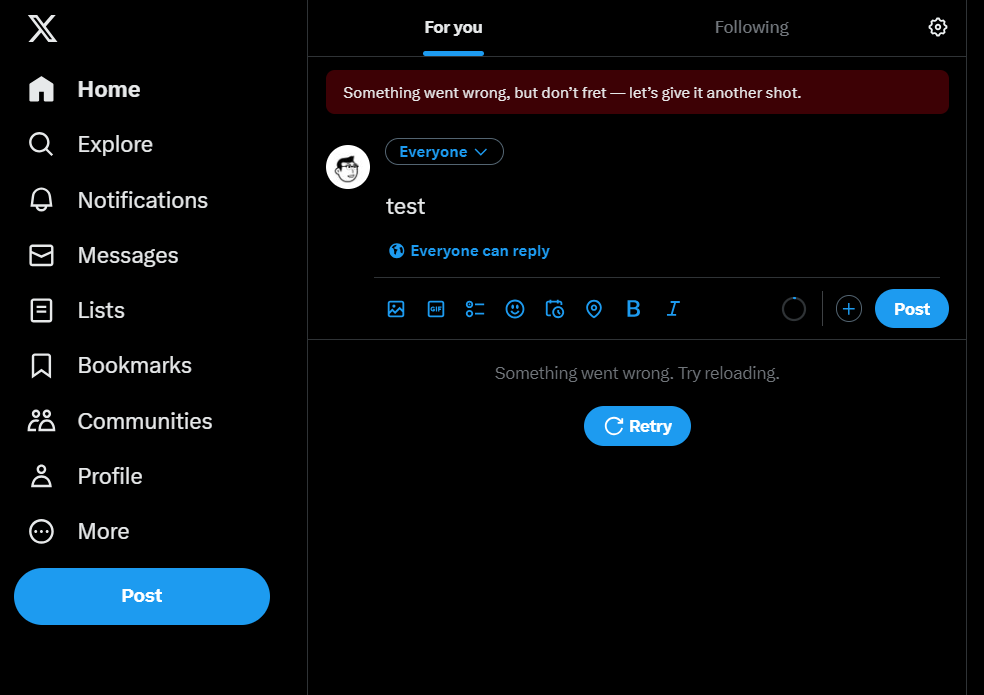 For you
Following
Home
Explore
Notifications
Messages
Lists
Bookmarks
Communities
Profile
More
Post
Something went wrong, but don’t fret — let’s give it another shot.
Everyone
test
Everyone can reply
GIF
B
I
Post
Something went wrong. Try reloading.
Retry